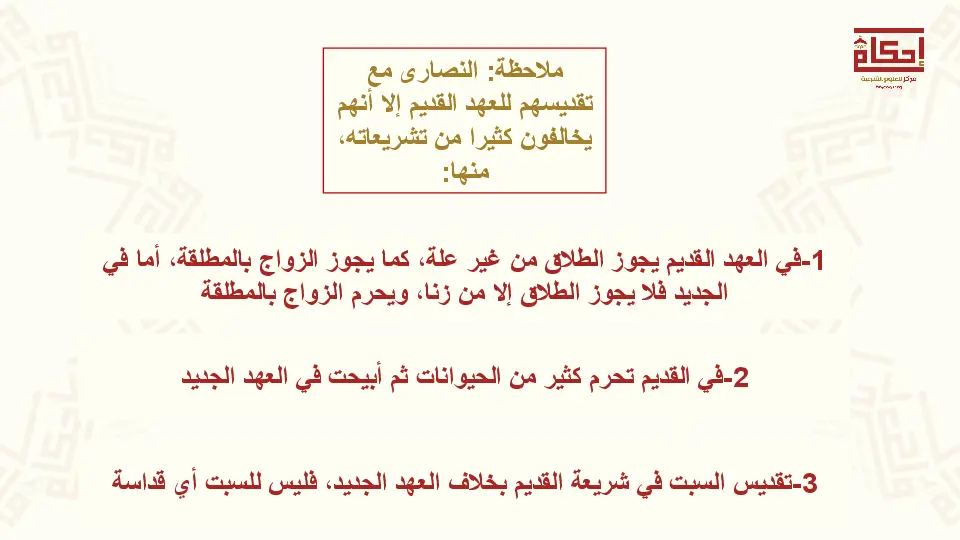 إحكام
مركز للعلوم الشرعية
ملاحظة: النصارى مع
تقديسهم للعهد القديم إلا أنهم
يخالفون كثيرا من تشريعاته،
منها:
1-في العهد القديم يجوز الطلاق من غير علة، كما يجوز الزواج بالمطلقة، أما في
الجديد فلا يجوز الطلاق إلا من زنا، ويحرم الزواج بالمطلقة
2-في القديم تحرم كثير من الحيوانات ثم أبيحت في العهد الجديد
3-تقديس السبت في شريعة القديم بخلاف العهد الجديد، فليس للسبت أي قداسة